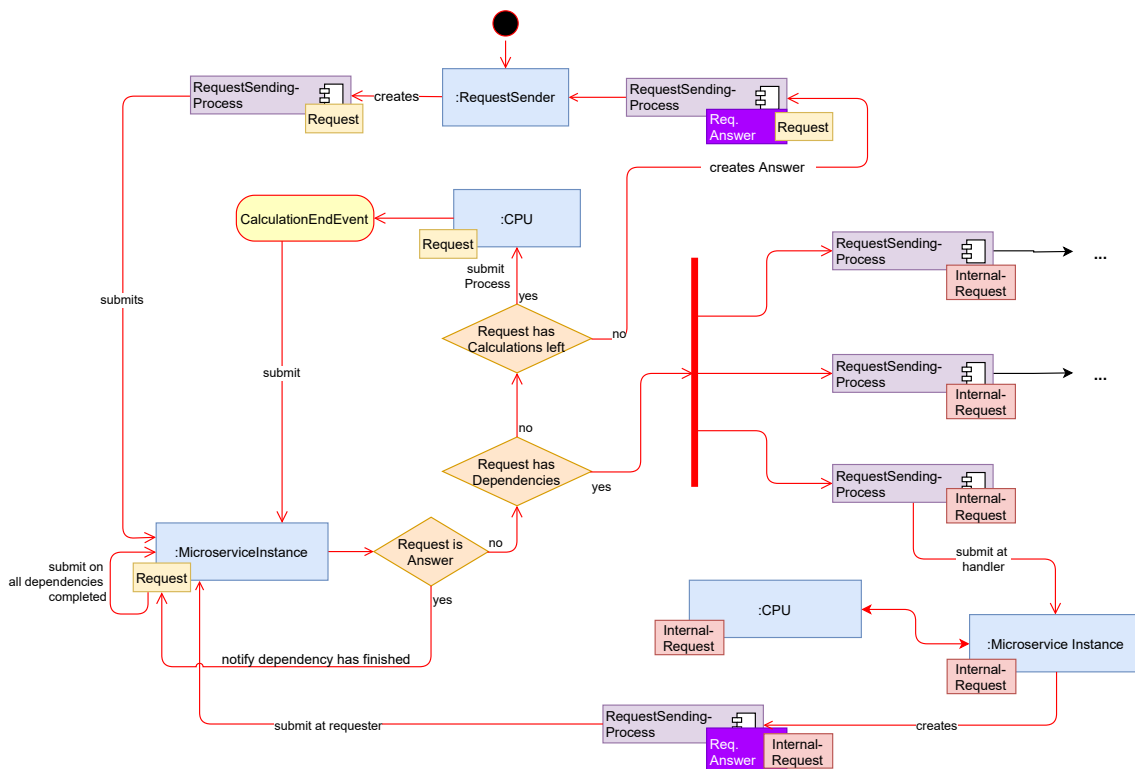 RequestSending-
Process
Request
creates
:RequestSender
RequestSending-
Process
Req.
Answer
Request
creates Answer
CalculationEndEvent
:CPU
Request
submit
Process
yes
RequestSending-
Process
Internal-
Request
...
submits
Request has
Calculations left
no
submit
RequestSending-
Process
Internal-
Request
...
no
Request has
Dependencies
yes
RequestSending-
Process
Internal-
Request
:MicroserviceInstance
Request
submit on
all dependencies
completed
Request is
Answer
no
yes
submit at
handler
notify dependency has finished
:CPU
Internal-
Request
:Microservice Instance
Internal-
Request
submit at requester
RequestSending-
Process
Req.
Answer
Internal-
Request
creates